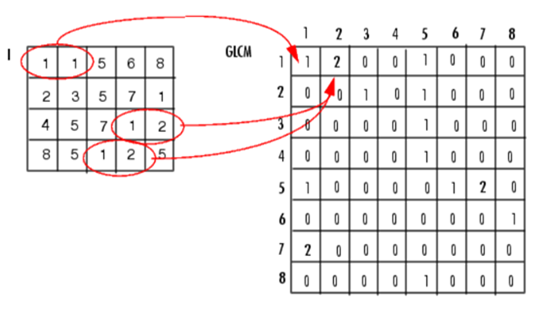 I
1 1 5 6 8
2 3 5 7 1
4 5 7 1 2
8 5 1 2 5
GLCM
1 2 3 4 5 6 7 8
1 1 2 0 0 1 0 0 0
2 0 0 1 0 1 0 0 0
3 0 0 0 0 1 0 0 0
4 0 0 0 0 1 0 0 0
5 1 0 0 0 0 1 2 0
6 0 0 0 0 0 0 0 1
7 2 0 0 0 0 0 0 0
8 0 0 0 0 1 0 0 0